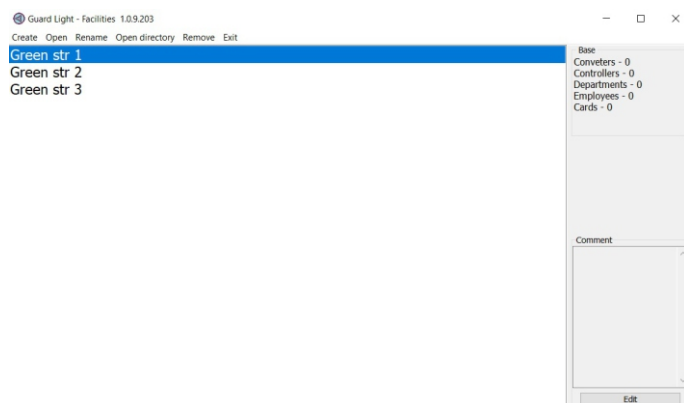 Guard Light - Facilities 1.0.9.203
Create Open Rename Open directory Remove Exit
Green str 1
Green str 2
Green str 3
Base
Conveters - 0
Controllers - 0
Departments - 0
Employees - 0
Cards - 0
Comment
Edit